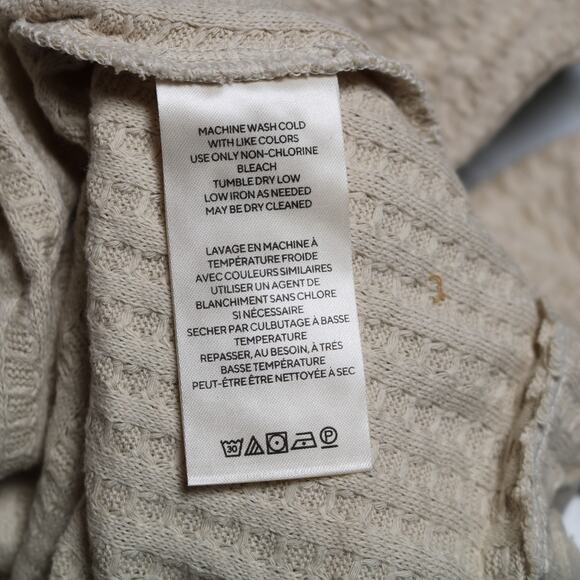 MACHINE WASH COLD
WITH LIKE COLORS
USE ONLY NON-CHLORINE
BLEACH
TUMBLE DRY LOW
LOW IRON AS NEEDED
MAY BE DRY CLEANED
LAVAGE EN MACHINE À
TEMPÉRATURE FROIDE
AVEC COULEURS SIMILAIRES
UTILISER UN AGENT DE
BLANCHIMENT SANS CHLORE
SI NÉCESSAIRE
SECHER PAR CULBUTAGE À BASSE
TEMPERATURE
REPASSER, AU BESOIN, À TRÉS
BASSE TEMPÉRATURE
PEUT-ÊTRE ÊTRE NETTOYÉE À SEC
30 P